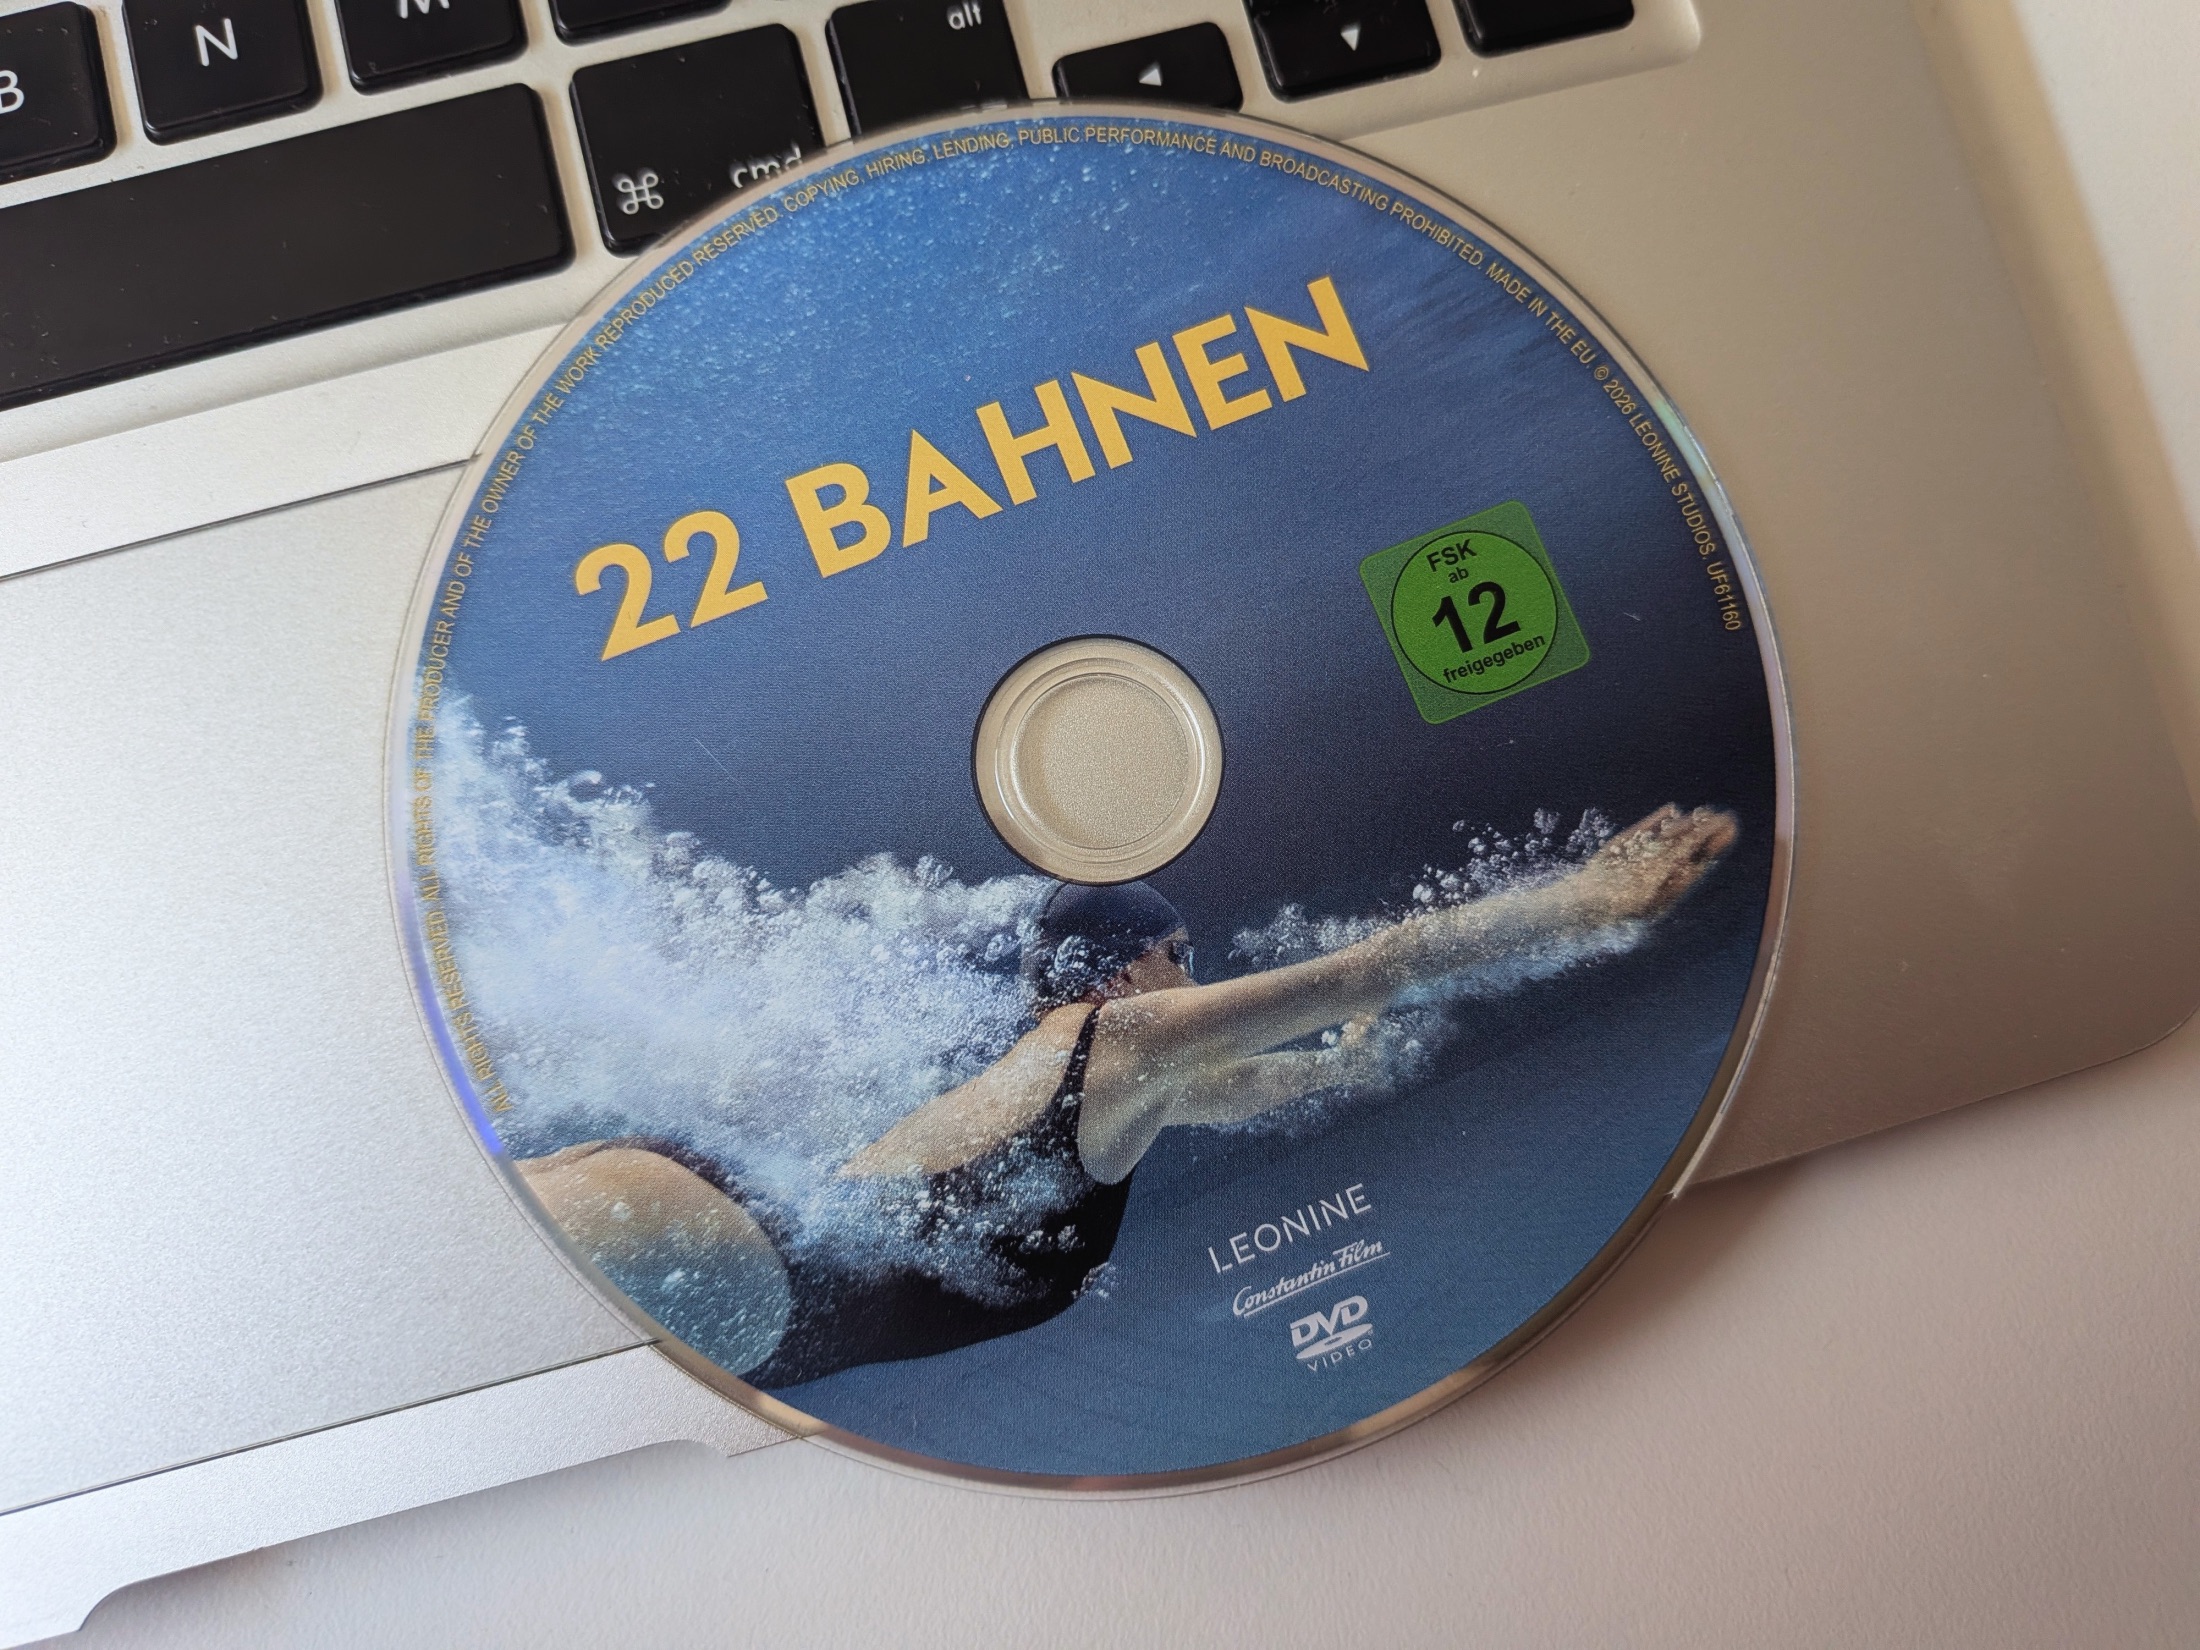 B
N
M
alt
◀
▼
⌘ cmd
ALL RIGHTS RESERVED. ALL RIGHTS OF THE PRODUCER AND OF THE OWNER OF THE WORK REPRODUCED RESERVED. COPYING, HIRING, LENDING, PUBLIC PERFORMANCE AND BROADCASTING PROHIBITED. MADE IN THE EU. © 2026 LEONINE STUDIOS. UF61160
22 BAHNEN
FSK
ab
12
freigegeben
LEONINE
Constantin Film
DVD
VIDEO